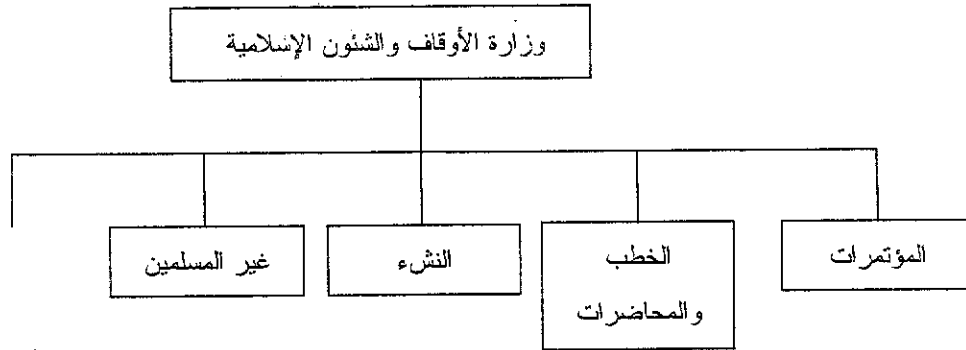 وزارة الأوقاف والشئون الإسلامية
المؤتمرات
الخطب
والمحاضرات
النشء
غير المسلمين